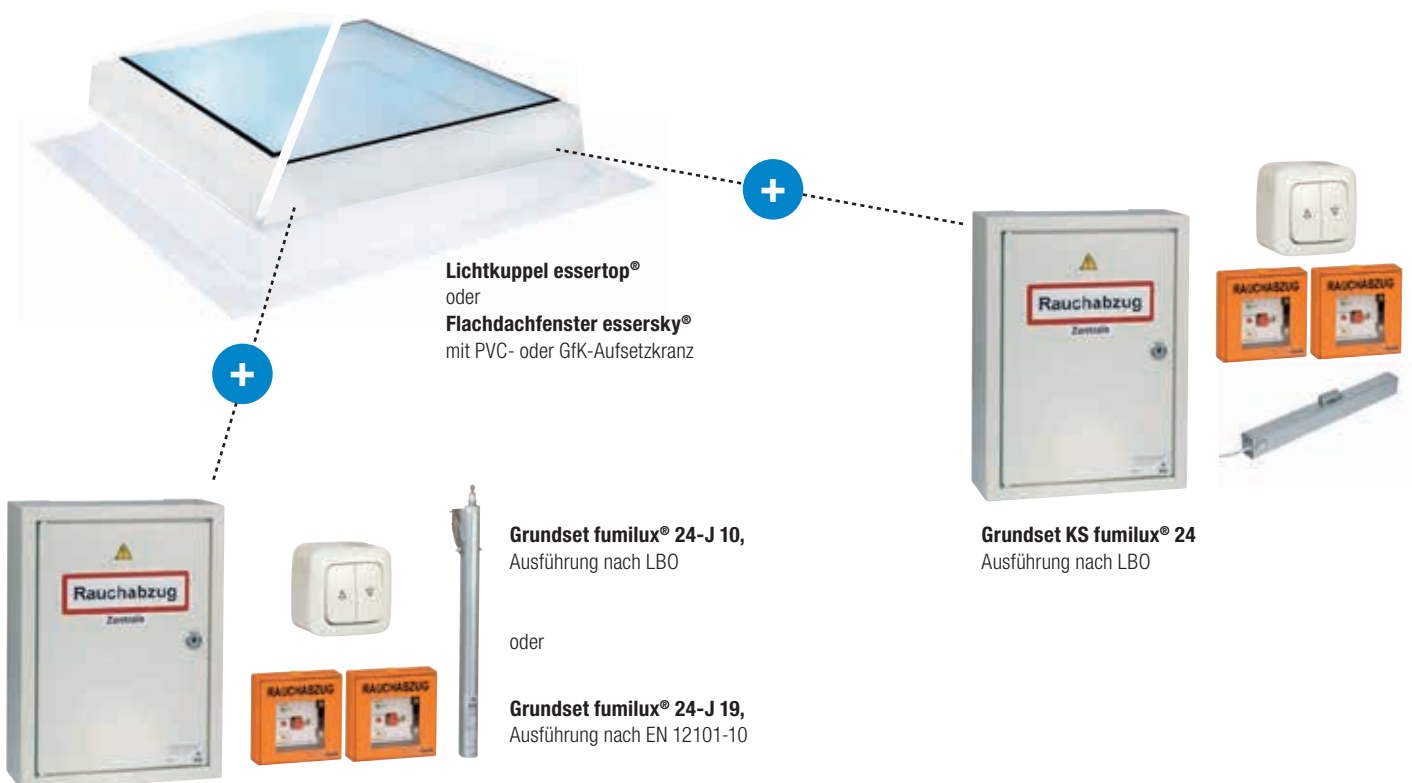 Lichtkuppel essertop®
oder
Flachdachfenster essersky®
mit PVC- oder GfK-Aufsetzkranz
RAUCHABZUG
RAUCHABZUG
Rauchabzug
Zentrale
Grundset KS fumilux® 24
Ausführung nach LBO
Rauchabzug
Zentrale
RAUCHABZUG
RAUCHABZUG
Grundset fumilux® 24-J 10,
Ausführung nach LBO
oder
Grundset fumilux® 24-J 19,
Ausführung nach EN 12101-10